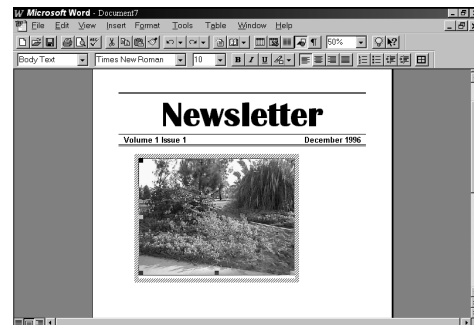 Microsoft Word - Document7
File Edit View Insert Format Tools Table Window Help
50%
Body Text Times New Roman 10 B I U
Newsletter
Volume 1 Issue 1 December 1996